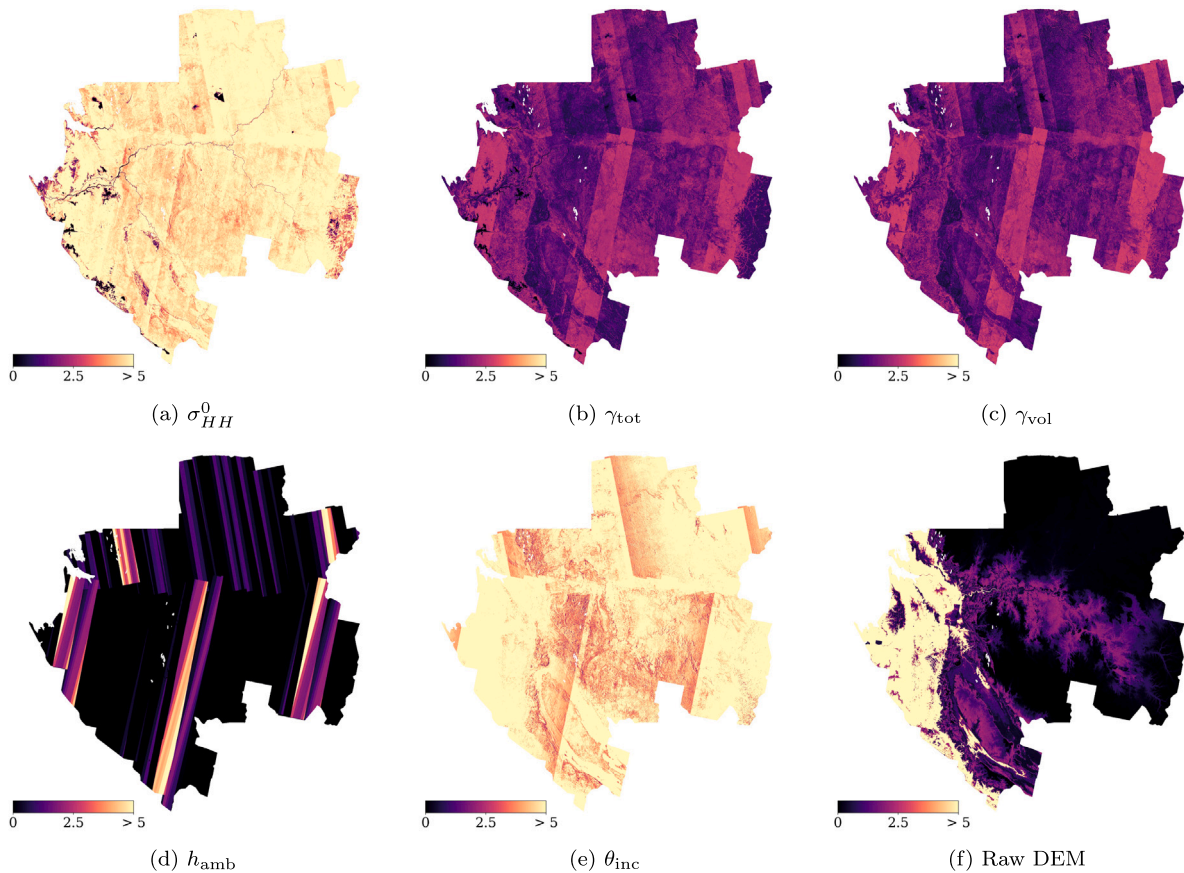 0 2.5 > 5
0 2.5 > 5
0 2.5 > 5
(a) σ⁰_HH
(b) γ_tot
(c) γ_vol
0 2.5 > 5
0 2.5 > 5
0 2.5 > 5
(d) h_amb
(e) θ_inc
(f) Raw DEM